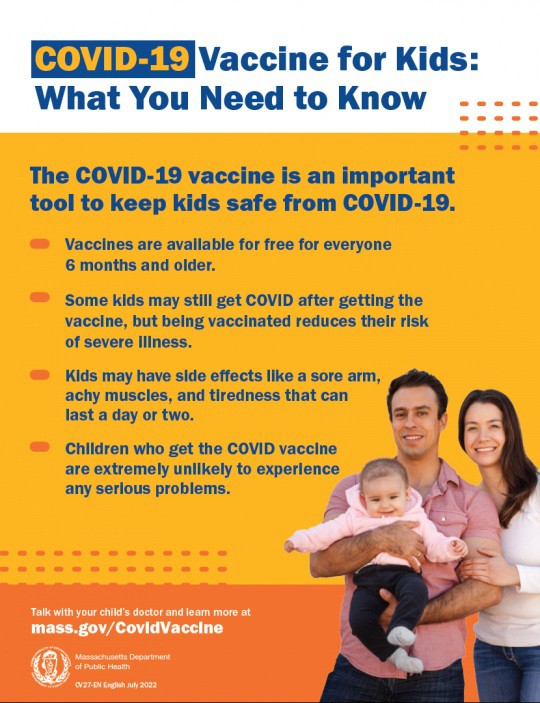 COVID-19 Vaccine for Kids:
What You Need to Know
The COVID-19 vaccine is an important
tool to keep kids safe from COVID-19.
Vaccines are available for free for everyone
6 months and older.
Some kids may still get COVID after getting the
vaccine, but being vaccinated reduces their risk
of severe illness.
Kids may have side effects like a sore arm,
achy muscles, and tiredness that can
last a day or two.
Children who get the COVID vaccine
are extremely unlikely to experience
any serious problems.
Talk with your child's doctor and learn more at
mass.gov/CovidVaccine
Massachusetts Department
of Public Health
CV27-EN English July 2022